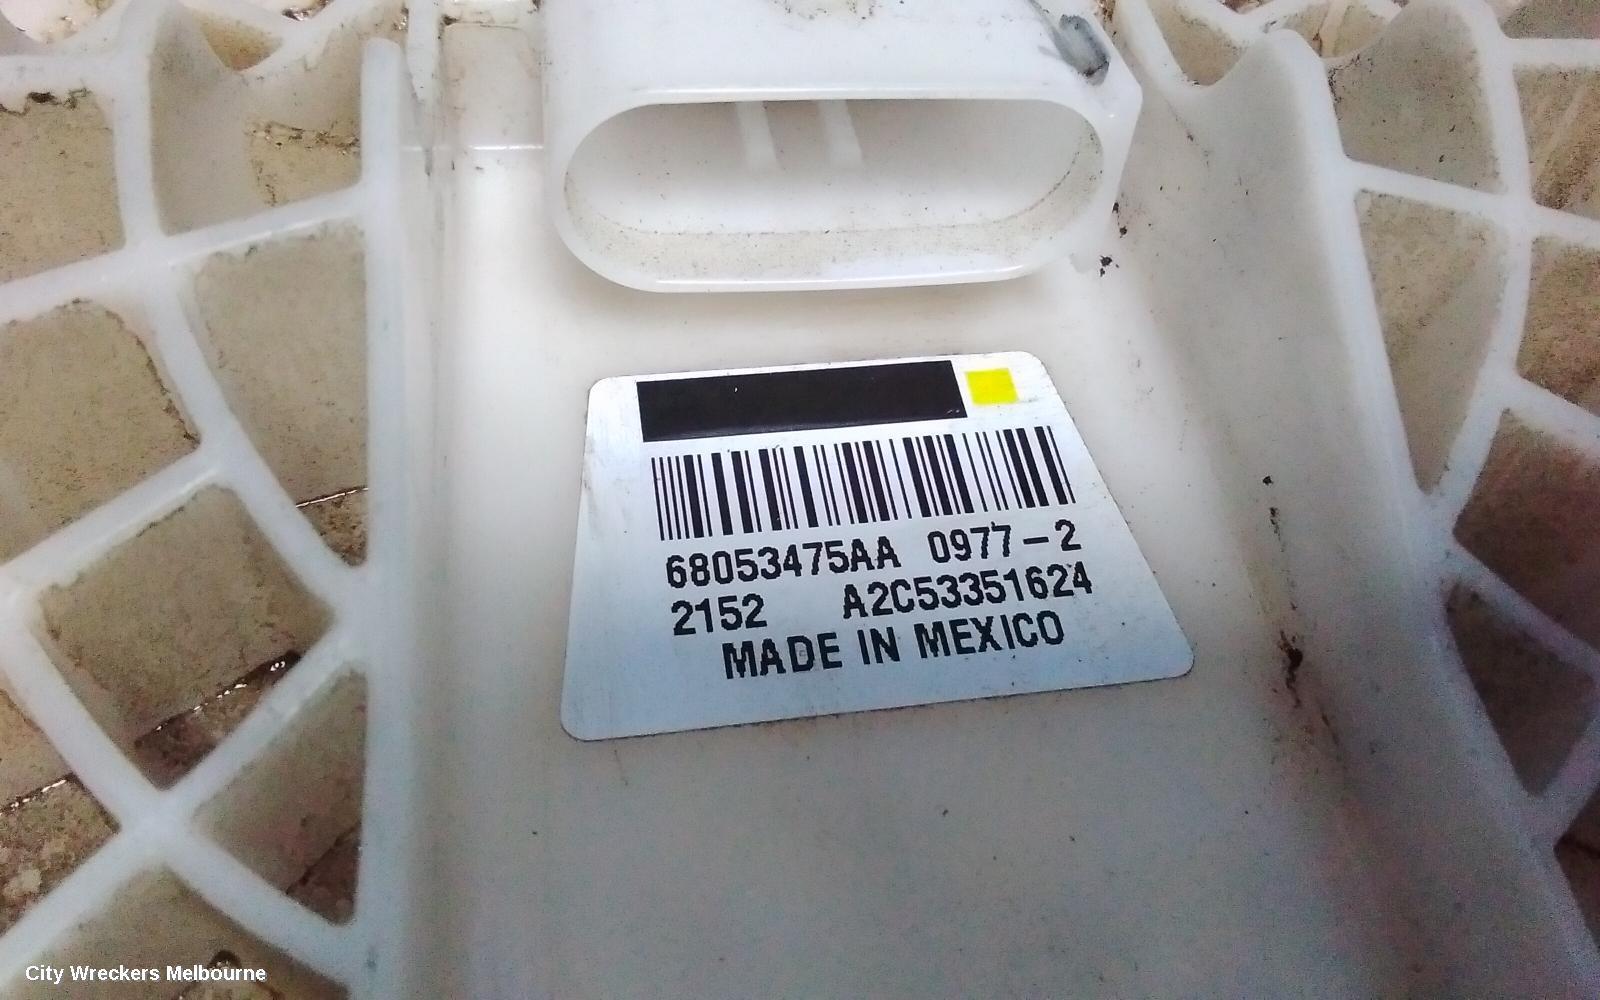 68053475AA 0977-2
2152 A2C53351624
MADE IN MEXICO
City Wreckers Melbourne